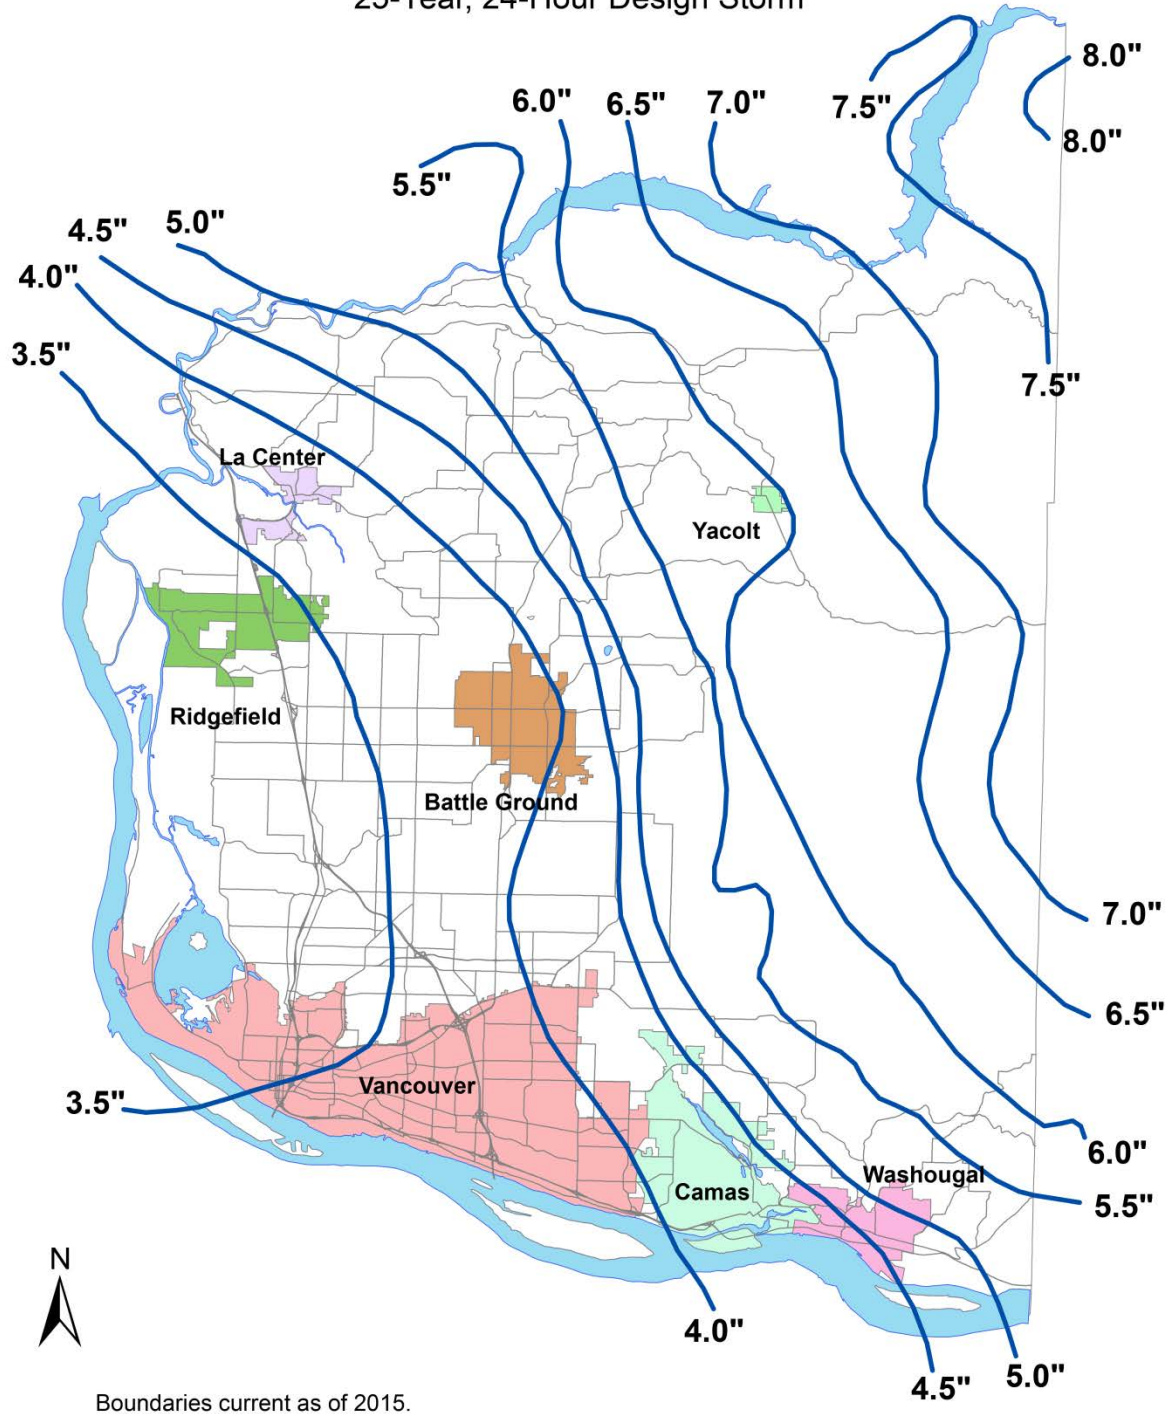 25-Year, 24-Hour Design Storm
8.0"
6.0"
6.5"
7.0"
7.5"
8.0"
5.5"
5.0"
4.5"
4.0"
3.5"
7.5"
La Center
Yacolt
Ridgefield
Battle Ground
7.0"
6.5"
Vancouver
3.5"
6.0"
Washougal
Camas
5.5"
N
4.0"
5.0"
4.5"
Boundaries current as of 2015.